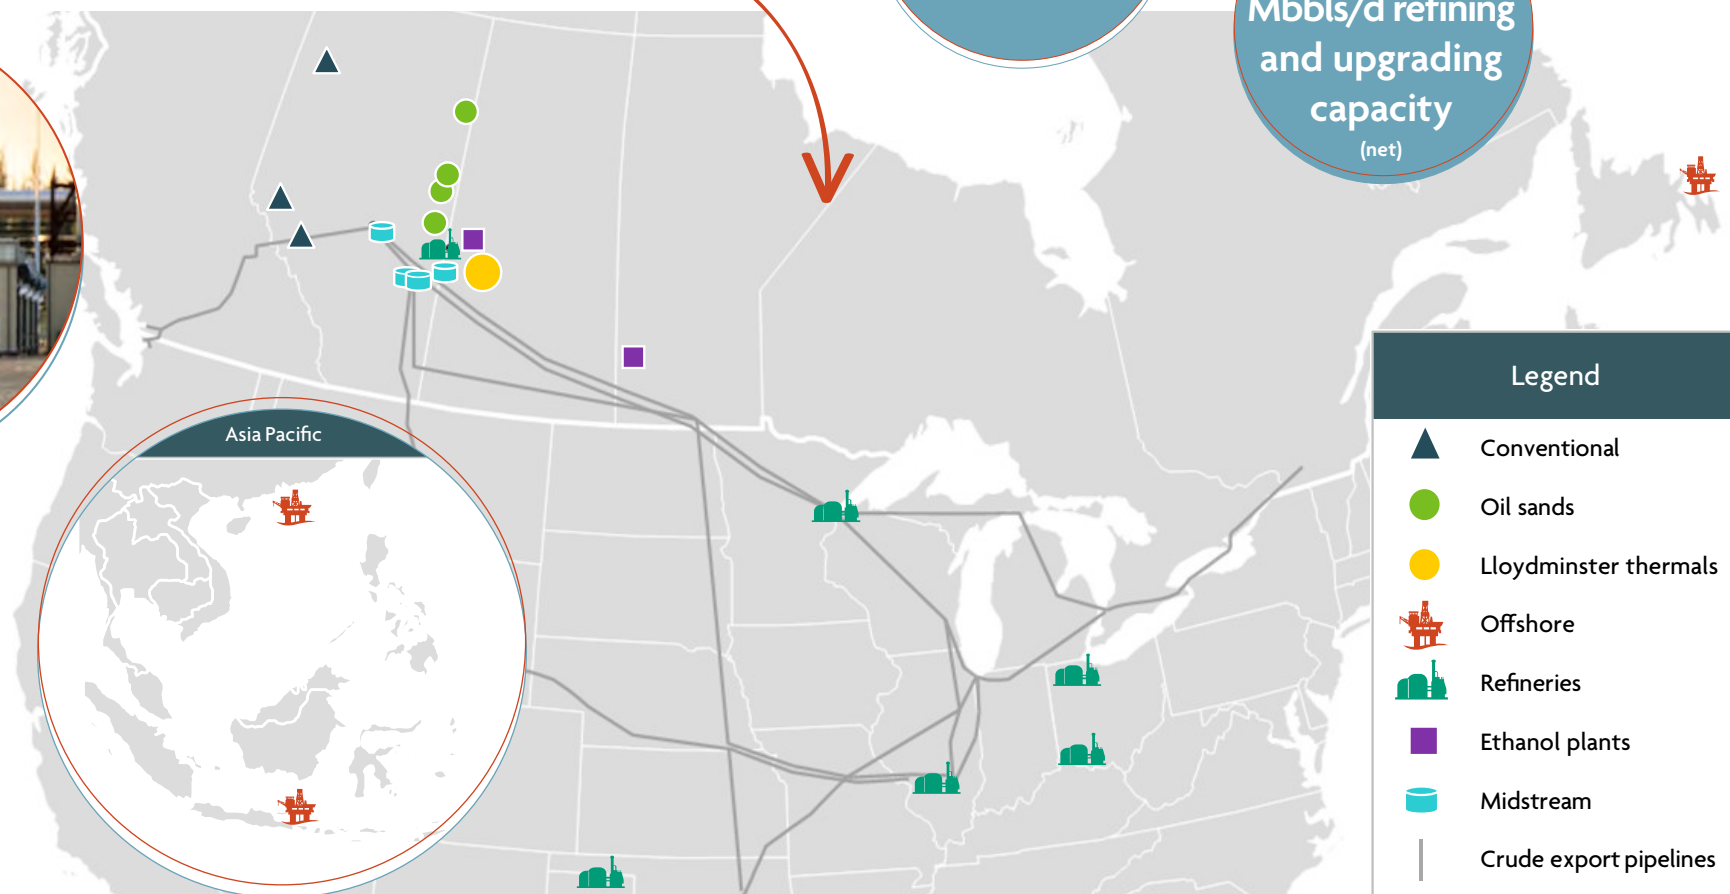 Mbbls/d refining
and upgrading
capacity
(net)
Asia Pacific
Legend
Conventional
Oil sands
Lloydminster thermals
Offshore
Refineries
Ethanol plants
Midstream
Crude export pipelines